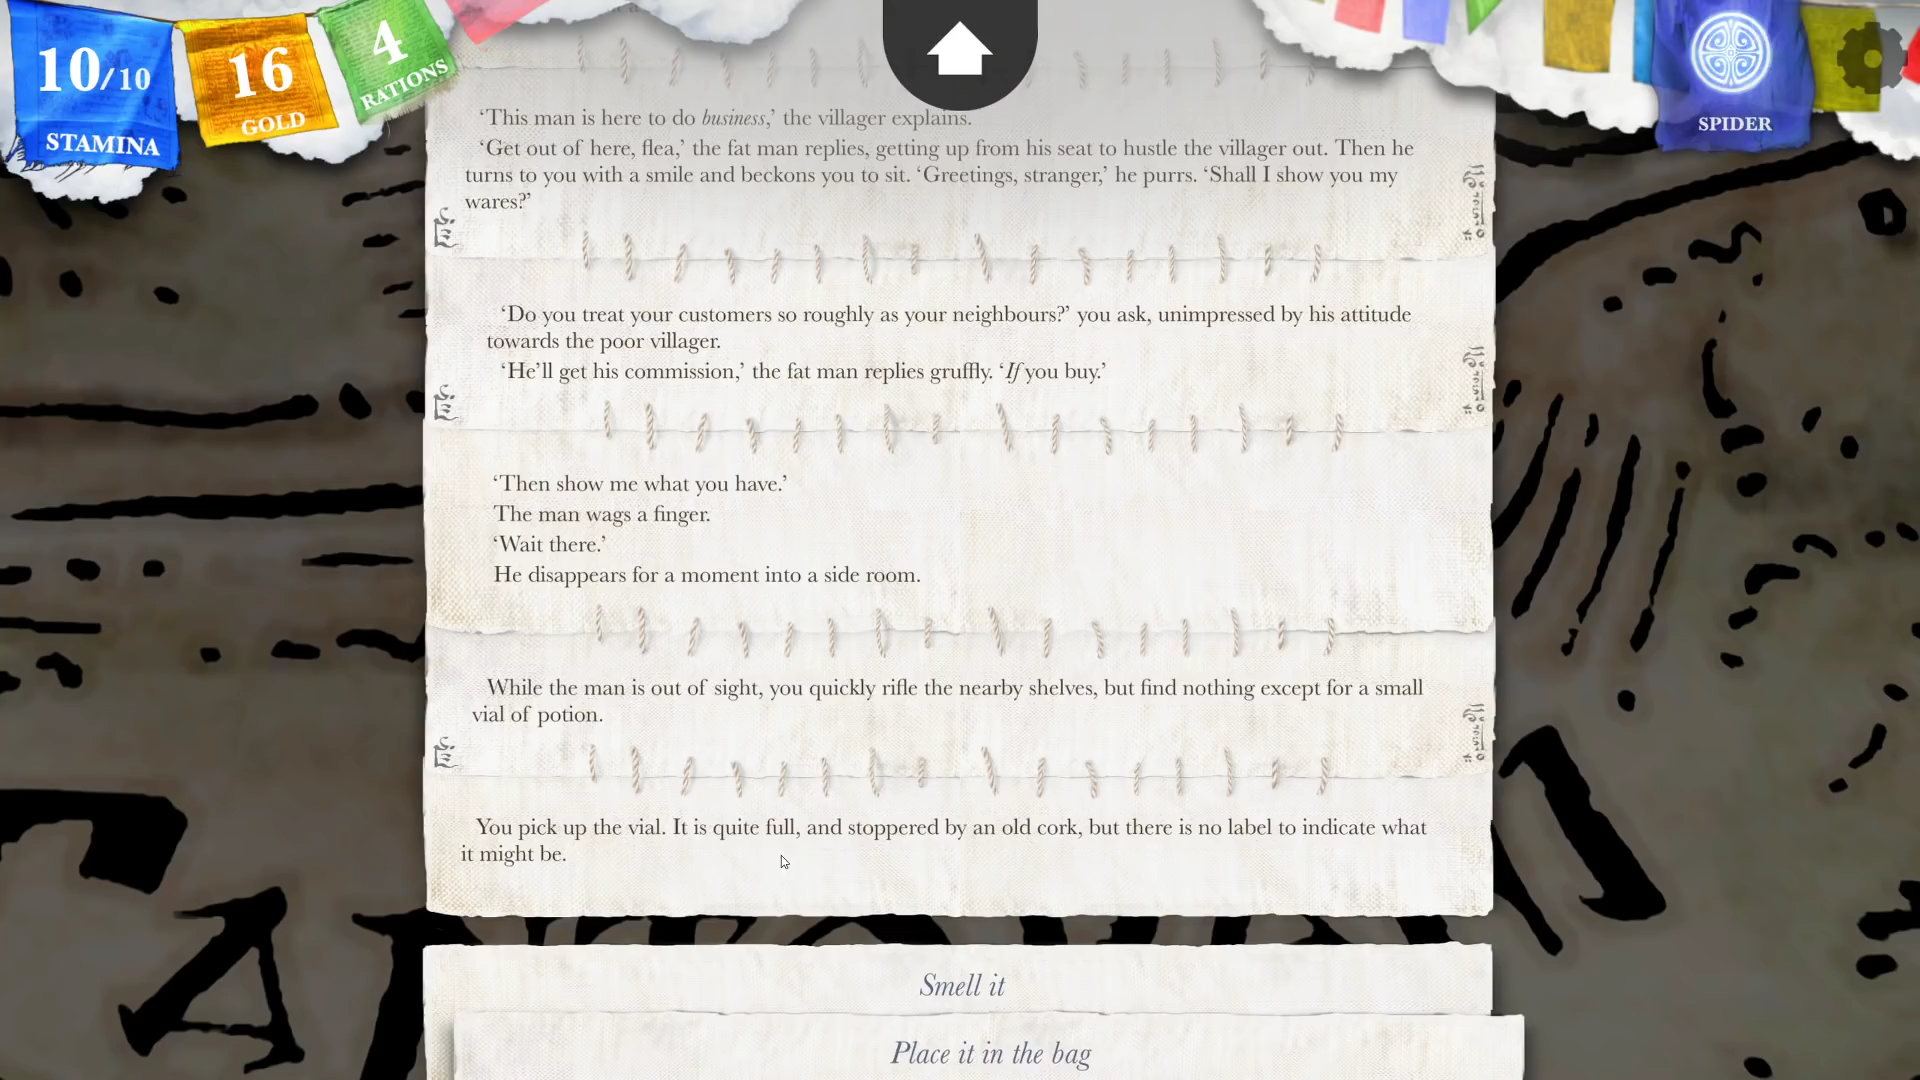 10/10
STAMINA
16
GOLD
4
RATIONS
SPIDER
‘This man is here to do business,’ the villager explains.
‘Get out of here, flea,’ the fat man replies, getting up from his seat to hustle the villager out. Then he
turns to you with a smile and beckons you to sit. ‘Greetings, stranger,’ he purrs. ‘Shall I show you my
wares?’
‘Do you treat your customers so roughly as your neighbours?’ you ask, unimpressed by his attitude
towards the poor villager.
‘He’ll get his commission,’ the fat man replies gruffly. ‘If you buy.’
‘Then show me what you have.’
The man wags a finger.
‘Wait there.’
He disappears for a moment into a side room.
While the man is out of sight, you quickly rifle the nearby shelves, but find nothing except for a small
vial of potion.
You pick up the vial. It is quite full, and stoppered by an old cork, but there is no label to indicate what
it might be.
Smell it
Place it in the bag